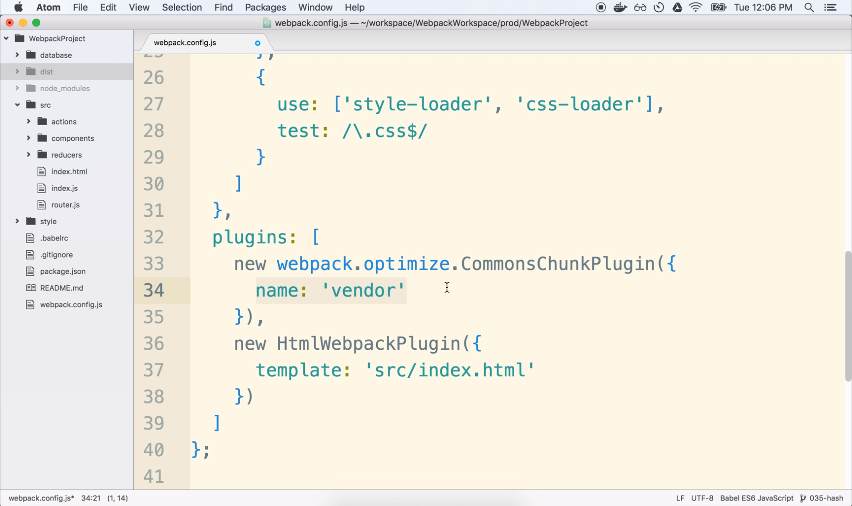 Atom File Edit View Selection Find Packages Window Help Tue 12:06 PM
webpack.config.js — ~/workspace/WebpackWorkspace/prod/WebpackProject
WebpackProject
database
dist
node_modules
src
actions
components
reducers
index.html
index.js
router.js
style
.babelrc
.gitignore
package.json
README.md
webpack.config.js
webpack.config.js
26 {
27 use: ['style-loader', 'css-loader'],
28 test: /\.css$/
29 }
30 ]
31 },
32 plugins: [
33 new webpack.optimize.CommonsChunkPlugin({
34 name: 'vendor'
35 }),
36 new HtmlWebpackPlugin({
37 template: 'src/index.html'
38 })
39 ]
40 };
41
webpack.config.js* 34:21 (1, 14) LF UTF-8 Babel ES6 JavaScript 035-hash